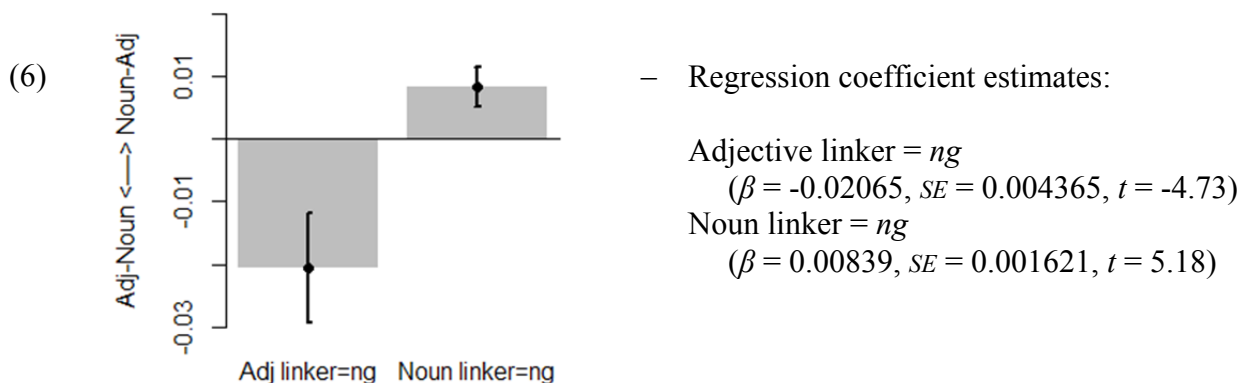 (6)
Adj-Noun <—> Noun-Adj
0.01
-0.01
-0.03
Adj linker=ng Noun linker=ng
– Regression coefficient estimates:
Adjective linker = ng
(β = -0.02065, SE = 0.004365, t = -4.73)
Noun linker = ng
(β = 0.00839, SE = 0.001621, t = 5.18)